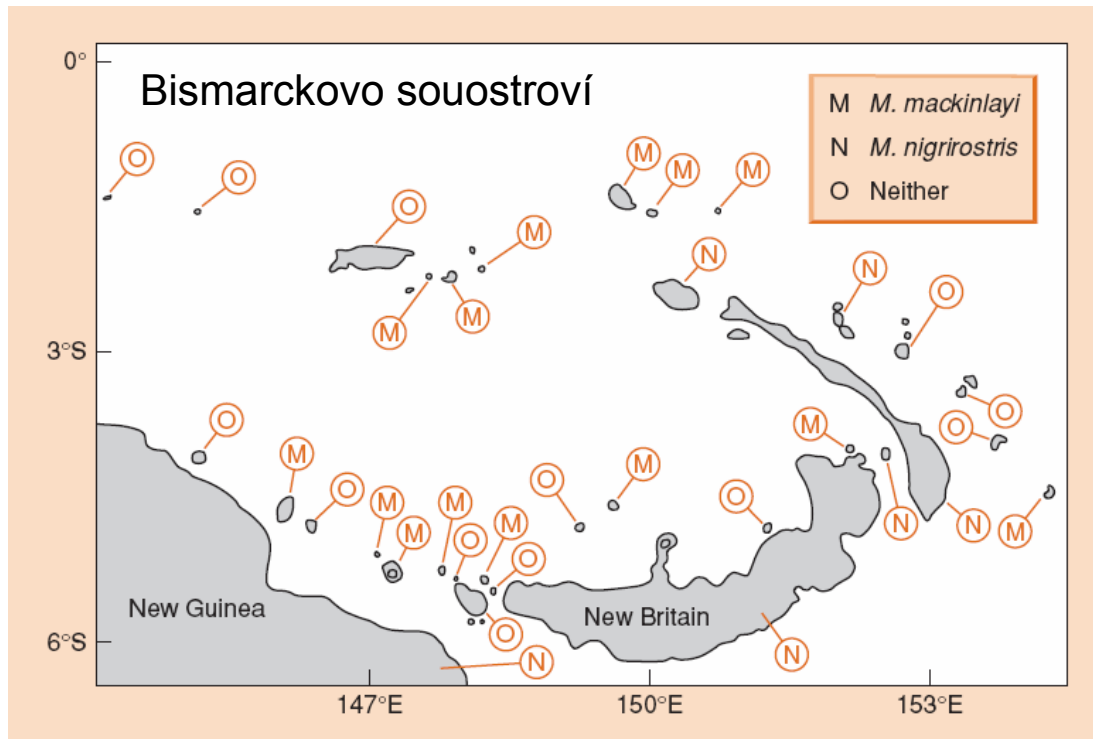 0°
Bismarckovo souostroví
M M. mackinlayi
N M. nigrirostris
O Neither
O
M
M
M
O
O
M
N
N
O
M
M
3°S
O
O
M
O
M
M
O
O
O
M
M
M
N
N
M
O
M
O
New Guinea
New Britain
O
6°S
N
N
147°E
150°E
153°E